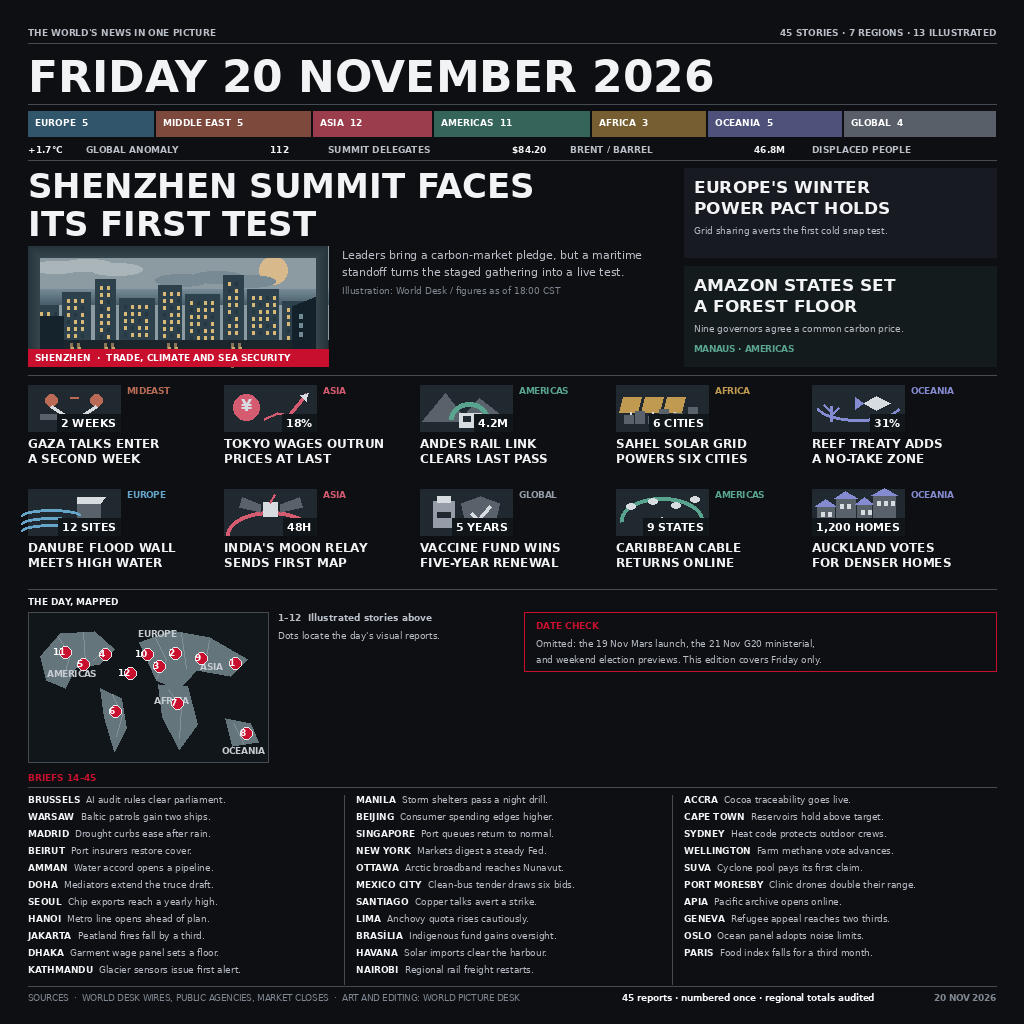 THE WORLD'S NEWS IN ONE PICTURE
45 STORIES · 7 REGIONS · 13 ILLUSTRATED
FRIDAY 20 NOVEMBER 2026
EUROPE 5
MIDDLE EAST 5
ASIA 12
AMERICAS 11
AFRICA 3
OCEANIA 5
GLOBAL 4
+1.7°C GLOBAL ANOMALY
112 SUMMIT DELEGATES
$84.20 BRENT / BARREL
46.8M DISPLACED PEOPLE
SHENZHEN SUMMIT FACES
ITS FIRST TEST
Leaders bring a carbon-market pledge, but a maritime
standoff turns the staged gathering into a live test.
Illustration: World Desk / figures as of 18:00 CST
SHENZHEN · TRADE, CLIMATE AND SEA SECURITY
EUROPE'S WINTER
POWER PACT HOLDS
Grid sharing averts the first cold snap test.
AMAZON STATES SET
A FOREST FLOOR
Nine governors agree a common carbon price.
MANAUS · AMERICAS
MIDEAST
2 WEEKS
GAZA TALKS ENTER
A SECOND WEEK
ASIA
¥
18%
TOKYO WAGES OUTRUN
PRICES AT LAST
AMERICAS
4.2M
ANDES RAIL LINK
CLEARS LAST PASS
AFRICA
6 CITIES
SAHEL SOLAR GRID
POWERS SIX CITIES
OCEANIA
31%
REEF TREATY ADDS
A NO-TAKE ZONE
EUROPE
12 SITES
DANUBE FLOOD WALL
MEETS HIGH WATER
ASIA
48H
INDIA'S MOON RELAY
SENDS FIRST MAP
GLOBAL
5 YEARS
VACCINE FUND WINS
FIVE-YEAR RENEWAL
AMERICAS
9 STATES
CARIBBEAN CABLE
RETURNS ONLINE
OCEANIA
1,200 HOMES
AUCKLAND VOTES
FOR DENSER HOMES
THE DAY, MAPPED
EUROPE
11
5
4
10
2
3
9
1
ASIA
AMERICAS
12
AFRICA
7
6
8
OCEANIA
1–12 Illustrated stories above
Dots locate the day's visual reports.
DATE CHECK
Omitted: the 19 Nov Mars launch, the 21 Nov G20 ministerial,
and weekend election previews. This edition covers Friday only.
BRIEFS 14–45
BRUSSELS AI audit rules clear parliament.
WARSAW Baltic patrols gain two ships.
MADRID Drought curbs ease after rain.
BEIRUT Port insurers restore cover.
AMMAN Water accord opens a pipeline.
DOHA Mediators extend the truce draft.
SEOUL Chip exports reach a yearly high.
HANOI Metro line opens ahead of plan.
JAKARTA Peatland fires fall by a third.
DHAKA Garment wage panel sets a floor.
KATHMANDU Glacier sensors issue first alert.
MANILA Storm shelters pass a night drill.
BEIJING Consumer spending edges higher.
SINGAPORE Port queues return to normal.
NEW YORK Markets digest a steady Fed.
OTTAWA Arctic broadband reaches Nunavut.
MEXICO CITY Clean-bus tender draws six bids.
SANTIAGO Copper talks avert a strike.
LIMA Anchovy quota rises cautiously.
BRASÍLIA Indigenous fund gains oversight.
HAVANA Solar imports clear the harbour.
NAIROBI Regional rail freight restarts.
ACCRA Cocoa traceability goes live.
CAPE TOWN Reservoirs hold above target.
SYDNEY Heat code protects outdoor crews.
WELLINGTON Farm methane vote advances.
SUVA Cyclone pool pays its first claim.
PORT MORESBY Clinic drones double their range.
APIA Pacific archive opens online.
GENEVA Refugee appeal reaches two thirds.
OSLO Ocean panel adopts noise limits.
PARIS Food index falls for a third month.
SOURCES · WORLD DESK WIRES, PUBLIC AGENCIES, MARKET CLOSES · ART AND EDITING: WORLD PICTURE DESK
45 reports · numbered once · regional totals audited
20 NOV 2026